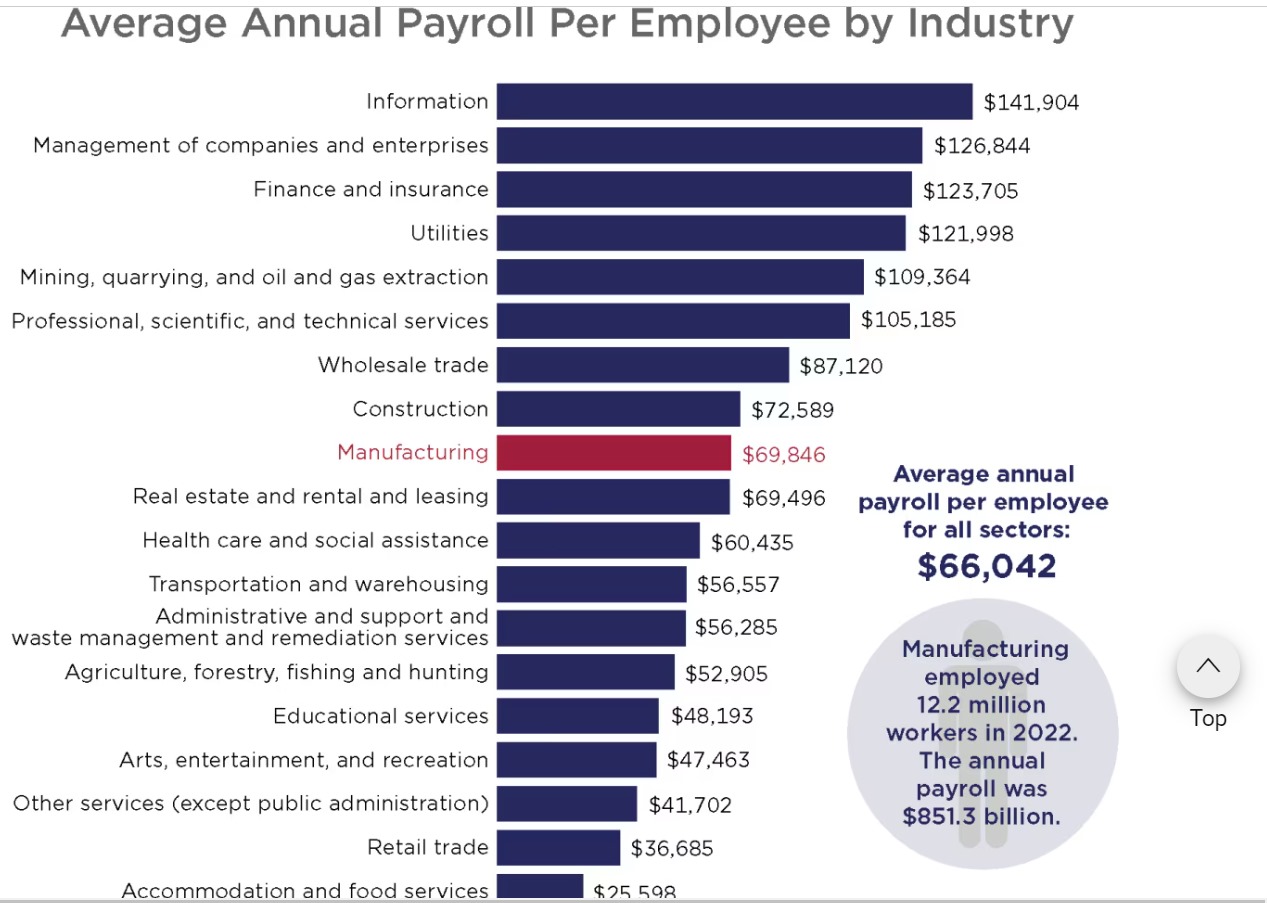 Average Annual Payroll Per Employee by Industry
Information $141,904
Management of companies and enterprises $126,844
Finance and insurance $123,705
Utilities $121,998
Mining, quarrying, and oil and gas extraction $109,364
Professional, scientific, and technical services $105,185
Wholesale trade $87,120
Construction $72,589
Manufacturing $69,846
Real estate and rental and leasing $69,496
Health care and social assistance $60,435
Transportation and warehousing $56,557
Administrative and support and
waste management and remediation services $56,285
Agriculture, forestry, fishing and hunting $52,905
Educational services $48,193
Arts, entertainment, and recreation $47,463
Other services (except public administration) $41,702
Retail trade $36,685
Accommodation and food services $25,598
Average annual
payroll per employee
for all sectors:
$66,042
Manufacturing
employed
12.2 million
workers in 2022.
The annual
payroll was
$851.3 billion.
Top